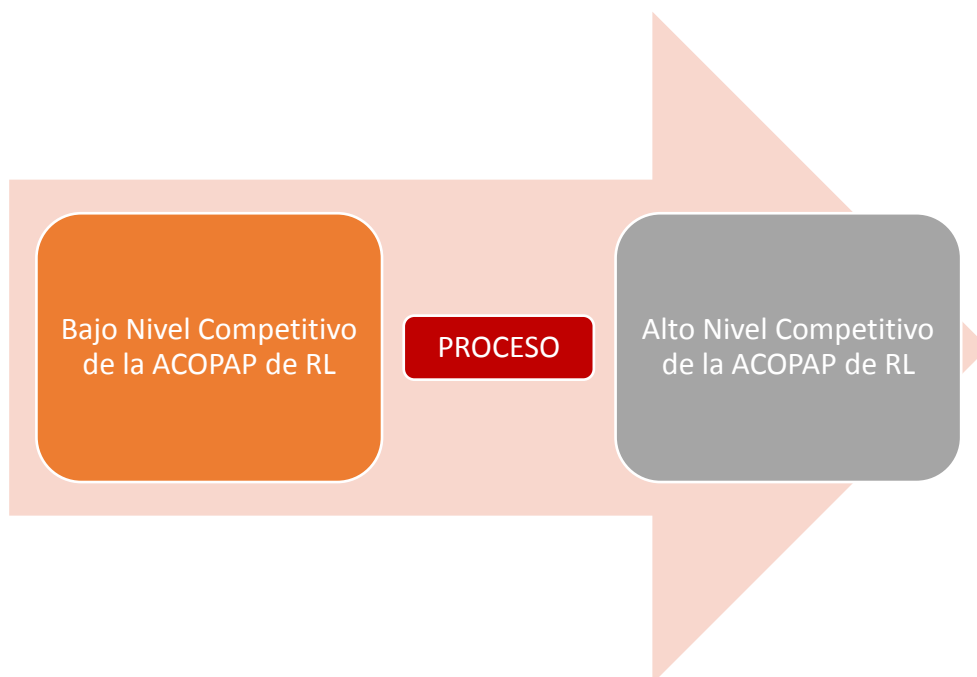 Bajo Nivel Competitivo
de la ACOPAP de RL
PROCESO
Alto Nivel Competitivo
de la ACOPAP de RL